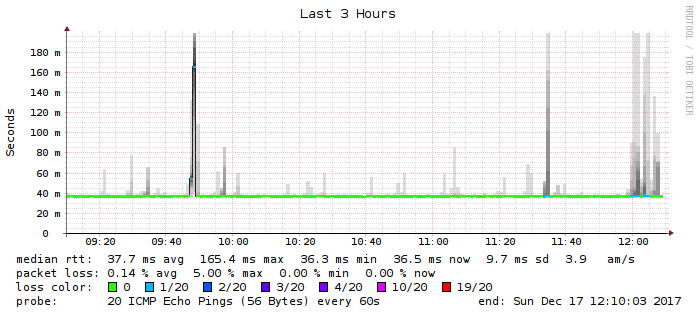 Last 3 Hours
RRDTOOL / TOBI OETIKER
Seconds
180 m
160 m
140 m
120 m
100 m
80 m
60 m
40 m
20 m
0
09:20 09:40 10:00 10:20 10:40 11:00 11:20 11:40 12:00
median rtt: 37.7 ms avg 165.4 ms max 36.3 ms min 36.5 ms now 9.7 ms sd 3.9 am/s
packet loss: 0.14 % avg 5.00 % max 0.00 % min 0.00 % now
loss color: 0 1/20 2/20 3/20 4/20 10/20 19/20
probe: 20 ICMP Echo Pings (56 Bytes) every 60s end: Sun Dec 17 12:10:03 2017